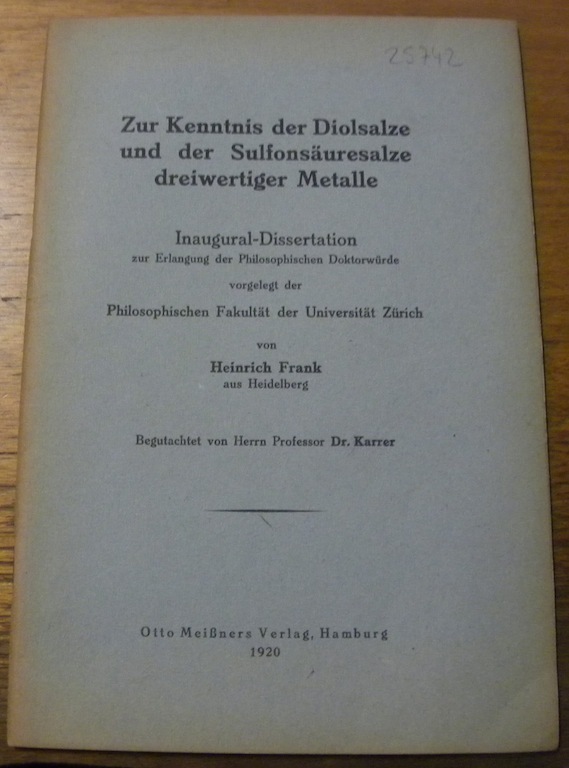 25742
Zur Kenntnis der Diolsalze
und der Sulfonsäuresalze
dreiwertiger Metalle
Inaugural-Dissertation
zur Erlangung der Philosophischen Doktorwürde
vorgelegt der
Philosophischen Fakultät der Universität Zürich
von
Heinrich Frank
aus Heidelberg
Begutachtet von Herrn Professor Dr. Karrer
Otto Meißners Verlag, Hamburg
1920